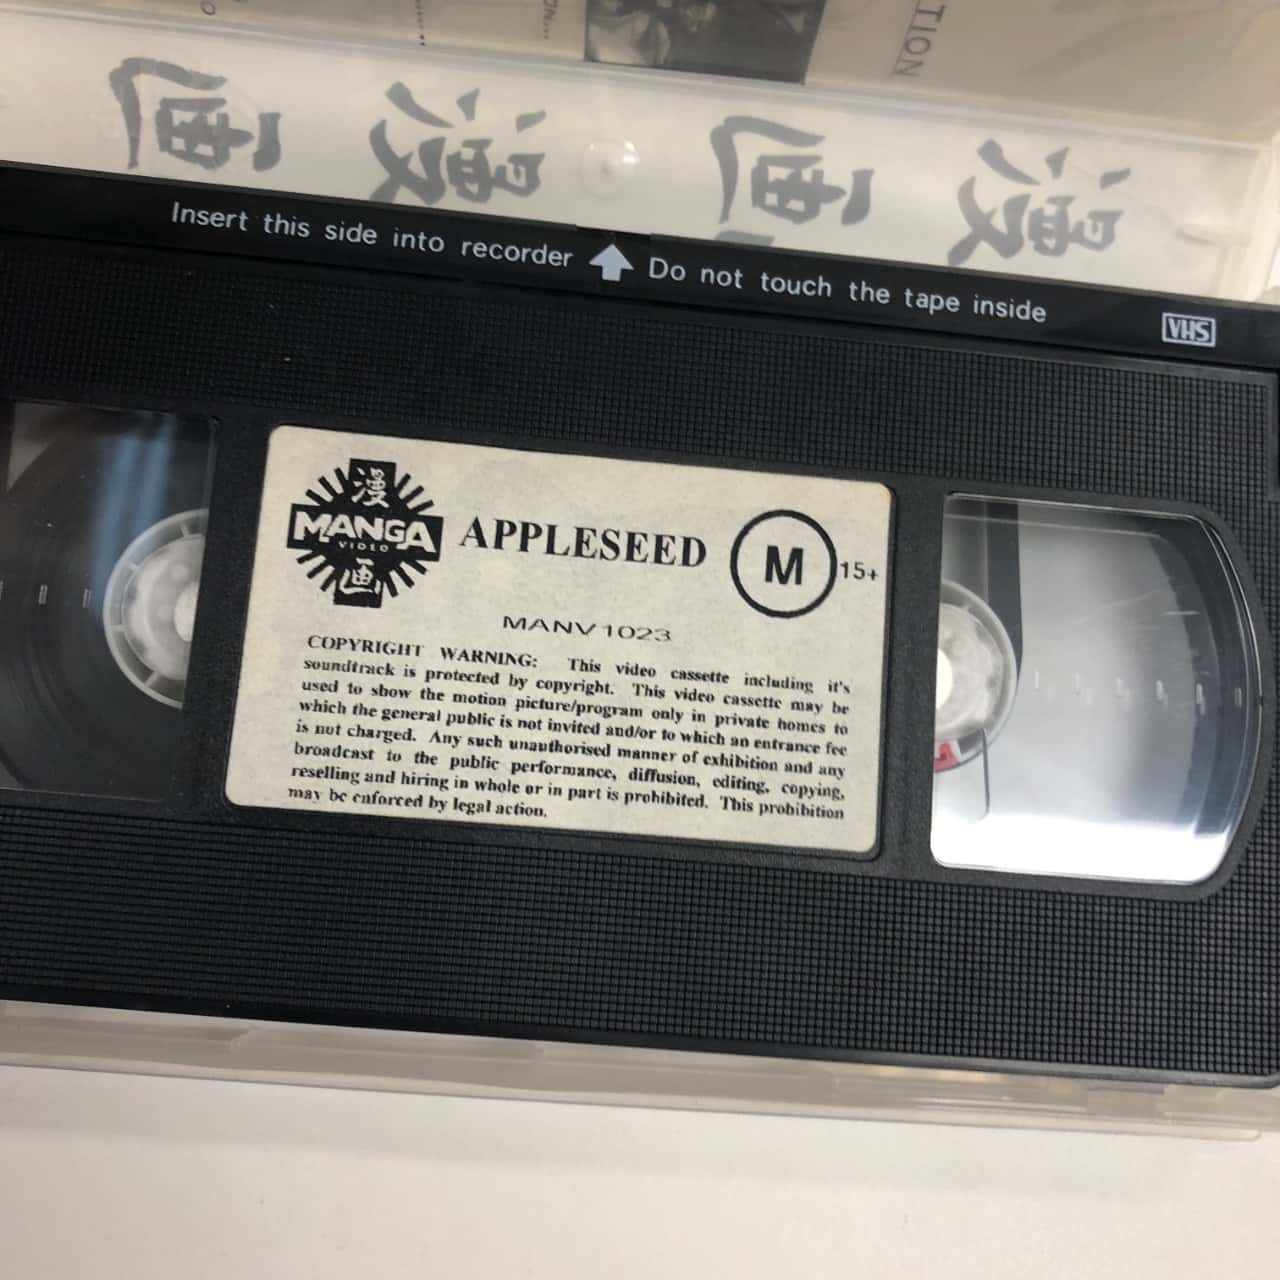 TION
ON...
O
画 漫 画 漫
Insert this side into recorder Do not touch the tape inside
VHS
漫
MANGA
VIDEO
画
APPLESEED
M 15+
MANV 1023
COPYRIGHT WARNING: This video cassette including it's
soundtrack is protected by copyright. This video cassette may be
used to show the motion picture/program only in private homes to
which the general public is not invited and/or to which an entrance fee
is not charged. Any such unauthorised manner of exhibition and any
broadcast to the public performance, diffusion, editing, copying,
reselling and hiring in whole or in part is prohibited. This prohibition
may be enforced by legal action.